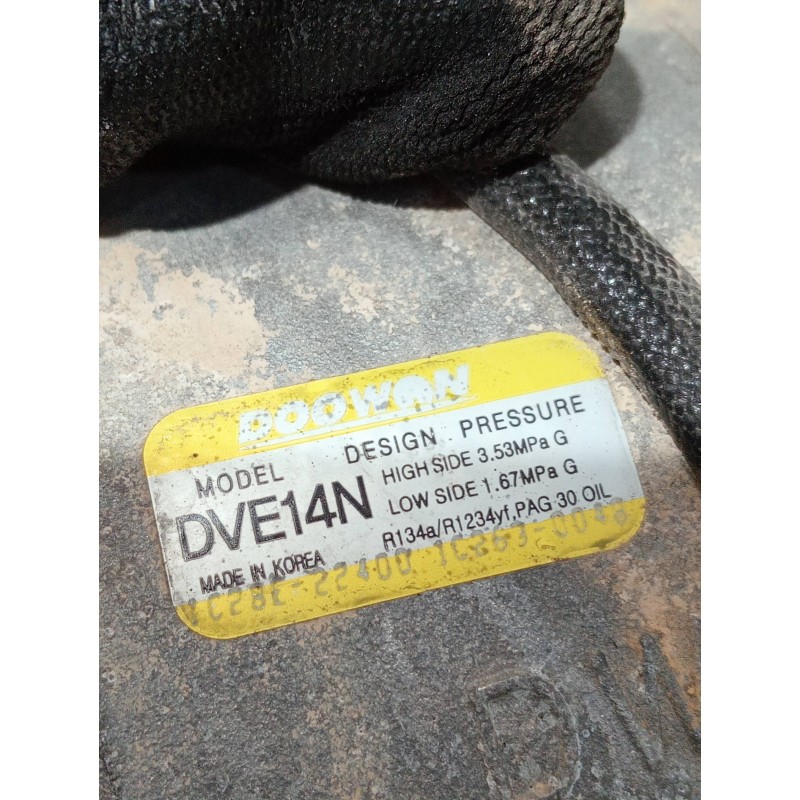 DOOWON
MODEL
DVE14N
MADE IN KOREA
DESIGN PRESSURE
HIGH SIDE 3.53MPa G
LOW SIDE 1.67MPa G
R134a/R1234yf,PAG 30 OIL